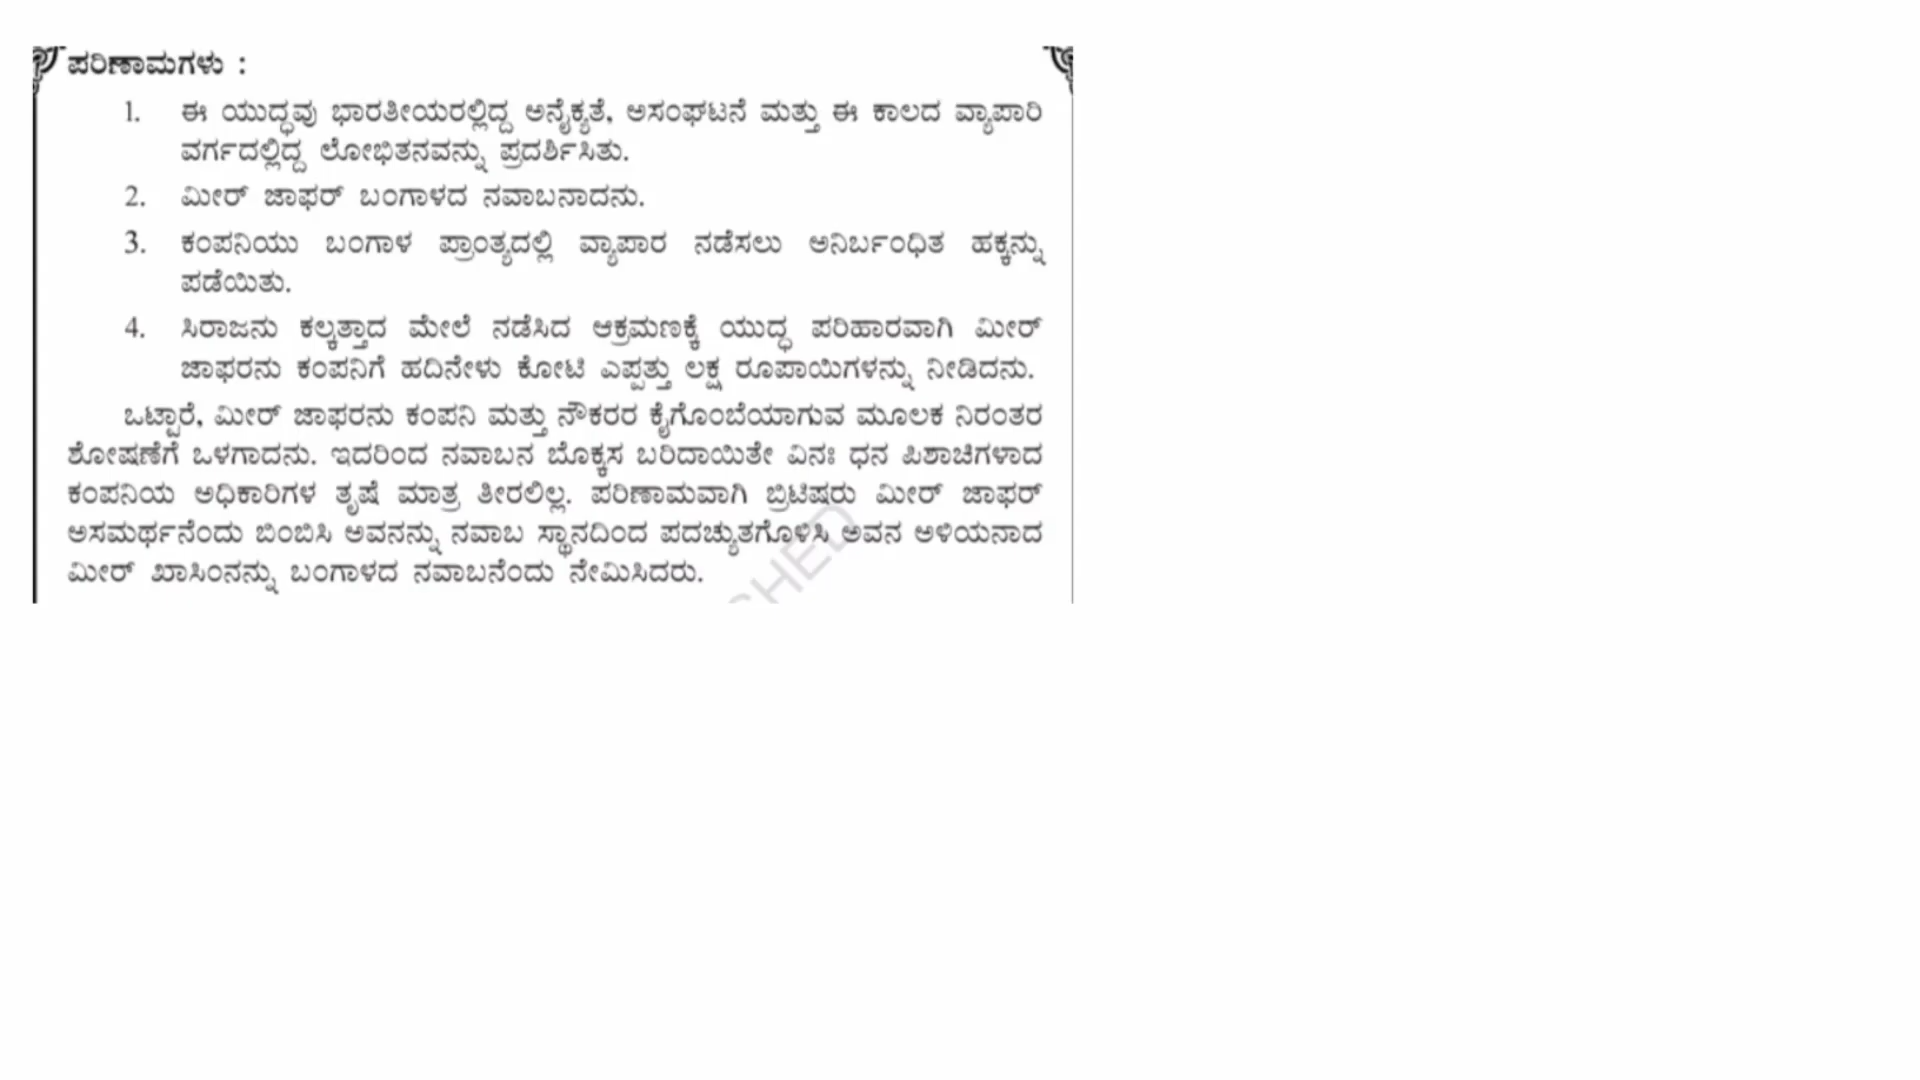 ಪರಿಣಾಮಗಳು :
1. ಈ ಯುದ್ಧವು ಭಾರತೀಯರಲ್ಲಿದ್ದ ಅನೈಕ್ಯತೆ, ಅಸಂಘಟನೆ ಮತ್ತು ಈ ಕಾಲದ ವ್ಯಾಪಾರಿ
ವರ್ಗದಲ್ಲಿದ್ದ ಲೋಭಿತನವನ್ನು ಪ್ರದರ್ಶಿಸಿತು.
2. ಮೀರ್ ಜಾಫರ್ ಬಂಗಾಳದ ನವಾಬನಾದನು.
3. ಕಂಪನಿಯು ಬಂಗಾಳ ಪ್ರಾಂತ್ಯದಲ್ಲಿ ವ್ಯಾಪಾರ ನಡೆಸಲು ಅನಿರ್ಬಂಧಿತ ಹಕ್ಕನ್ನು
ಪಡೆಯಿತು.
4. ಸಿರಾಜನು ಕಲ್ಕತ್ತಾದ ಮೇಲೆ ನಡೆಸಿದ ಆಕ್ರಮಣಕ್ಕೆ ಯುದ್ಧ ಪರಿಹಾರವಾಗಿ ಮೀರ್
ಜಾಫರನು ಕಂಪನಿಗೆ ಹದಿನೇಳು ಕೋಟಿ ಎಪ್ಪತ್ತು ಲಕ್ಷ ರೂಪಾಯಿಗಳನ್ನು ನೀಡಿದನು.
ಒಟ್ಟಾರೆ, ಮೀರ್ ಜಾಫರನು ಕಂಪನಿ ಮತ್ತು ನೌಕರರ ಕೈಗೊಂಬೆಯಾಗುವ ಮೂಲಕ ನಿರಂತರ
ಶೋಷಣೆಗೆ ಒಳಗಾದನು. ಇದರಿಂದ ನವಾಬನ ಬೊಕ್ಕಸ ಬರಿದಾಯಿತೇ ವಿನಃ ಧನ ಪಿಶಾಚಿಗಳಾದ
ಕಂಪನಿಯ ಅಧಿಕಾರಿಗಳ ತೃಷೆ ಮಾತ್ರ ತೀರಲಿಲ್ಲ. ಪರಿಣಾಮವಾಗಿ ಬ್ರಿಟಿಷರು ಮೀರ್ ಜಾಫರ್
ಅಸಮರ್ಥನೆಂದು ಬಿಂಬಿಸಿ ಅವನನ್ನು ನವಾಬ ಸ್ಥಾನದಿಂದ ಪದಚ್ಯುತಗೊಳಿಸಿ ಅವನ ಅಳಿಯನಾದ
ಮೀರ್ ಖಾಸಿಂನನ್ನು ಬಂಗಾಳದ ನವಾಬನೆಂದು ನೇಮಿಸಿದರು.